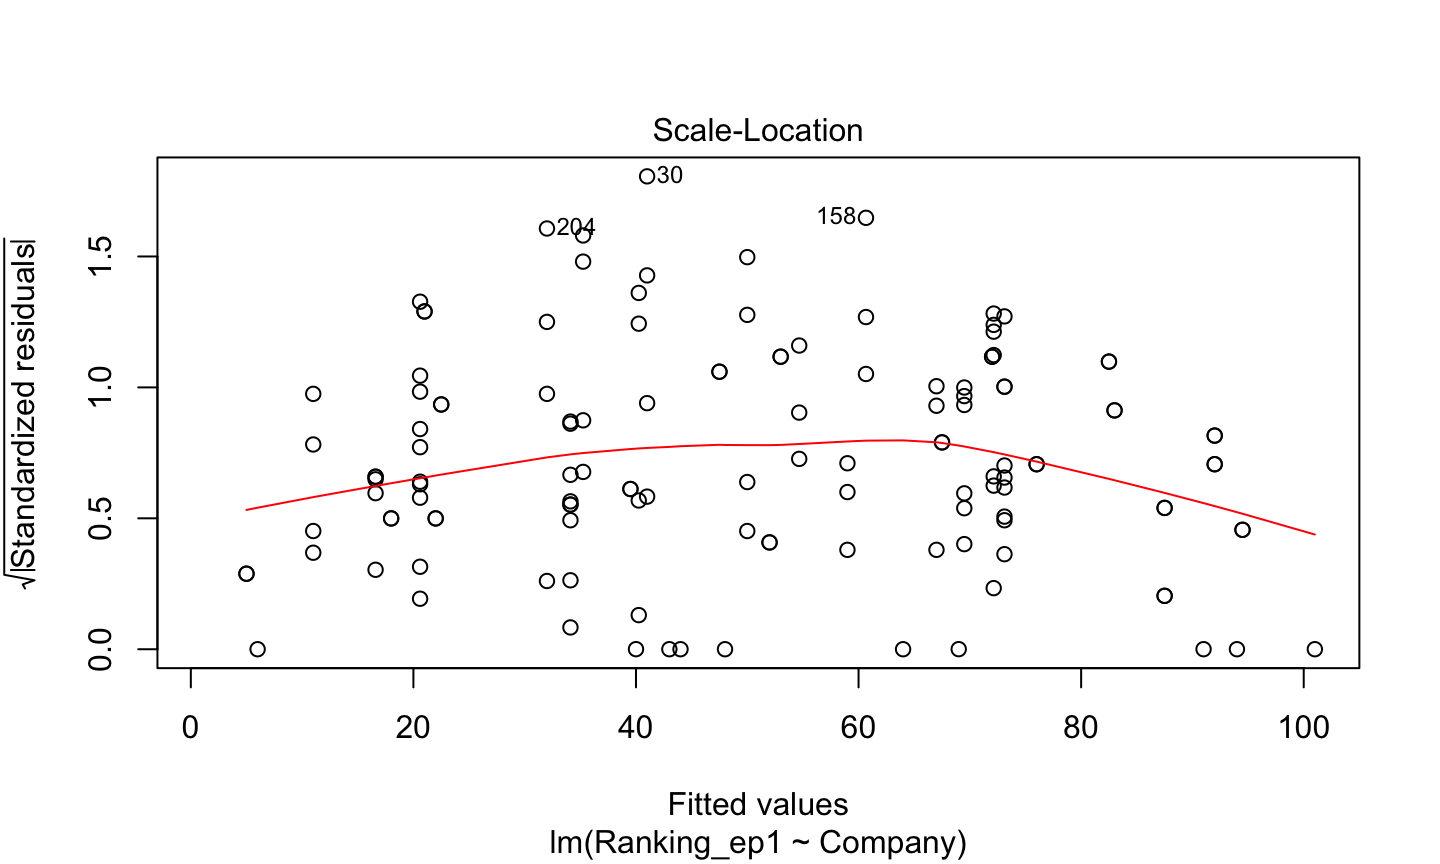 Scale-Location
√|Standardized residuals|
1.5
1.0
0.5
0.0
30
204
158
0 20 40 60 80 100
Fitted values
lm(Ranking_ep1 ~ Company)